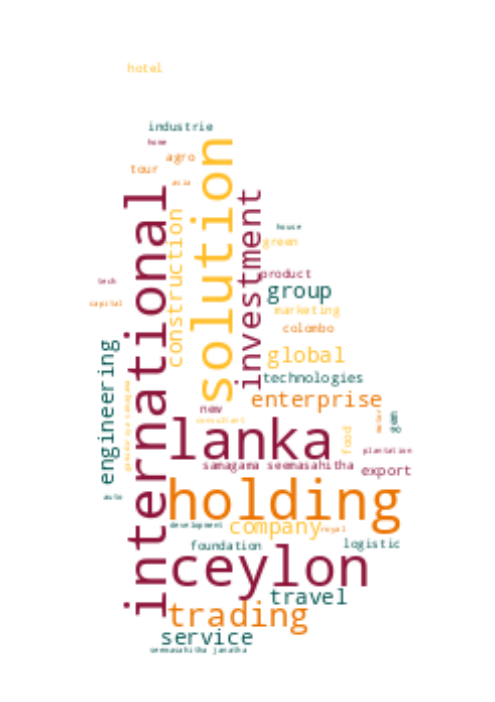 hotel
industrie
home
agro
tour
asia
solution
international
investment
construction
house
green
product
tech
group
capital
marketing
colombo
engineering
global
technologies
enterprise
new
consultant
motor
gem
food
lanka
samagama seemasahitha
plantation
export
auto
holding
development
company
royal
foundation
logistic
ceylon
travel
trading
service
seemasahitha janatha